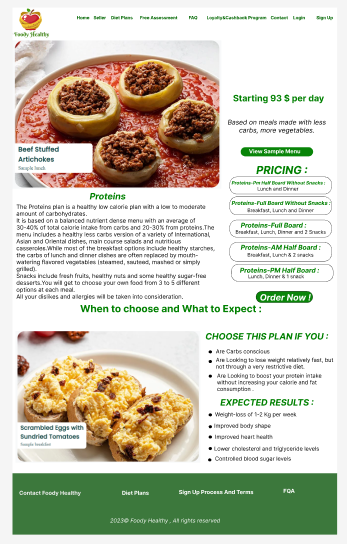 Home Seller Diet Plans Free Assessment FAQ Loyalty&Cashback Program Contact Login Sign Up
Foody Healthy
Beef Stuffed
Artichokes
Sample lunch
Starting 93 $ per day
Based on meals made with less
carbs, more vegetables.
View Sample Menu
PRICING :
Proteins-Pm Half Board Without Snacks :
Lunch and Dinner
Proteins-Full Board Without Snacks :
Breakfast, Lunch and Dinner
Proteins-Full Board :
Breakfast, Lunch, Dinner and 2 Snacks
Proteins-AM Half Board :
Breakfast, Lunch & 2 snacks
Proteins-PM Half Board :
Lunch, Dinner & 1 snack
Order Now !
Proteins
The Proteins plan is a healthy low calorie plan with a low to moderate
amount of carbohydrates.
It is based on a balanced nutrient dense menu with an average of
30-40% of total calorie intake from carbs and 20-30% from proteins.The
menu includes a healthy less carbs version of a variety of International,
Asian and Oriental dishes, main course salads and nutritious
casseroles.While most of the breakfast options include healthy starches,
the carbs of lunch and dinner dishes are often replaced by mouth-
watering flavored vegetables (steamed, sauteed, mashed or simply
grilled).
Snacks include fresh fruits, healthy nuts and some healthy sugar-free
desserts.You will get to choose your own food from 3 to 5 different
options at each meal.
All your dislikes and allergies will be taken into consideration.
When to choose and What to Expect :
Scrambled Eggs with
Sundried Tomatoes
Sample breakfast
CHOOSE THIS PLAN IF YOU :
Are Carbs conscious
Are Looking to lose weight relatively fast, but
not through a very restrictive diet.
Are Looking to boost your protein intake
without increasing your calorie and fat
consumption .
EXPECTED RESULTS :
Weight-loss of 1-2 Kg per week
Improved body shape
Improved heart health
Lower cholesterol and triglyceride levels
Controlled blood sugar levels
Contact Foody Healthy Diet Plans Sign Up Process And Terms FQA
2023© Foody Healthy , All rights reserved